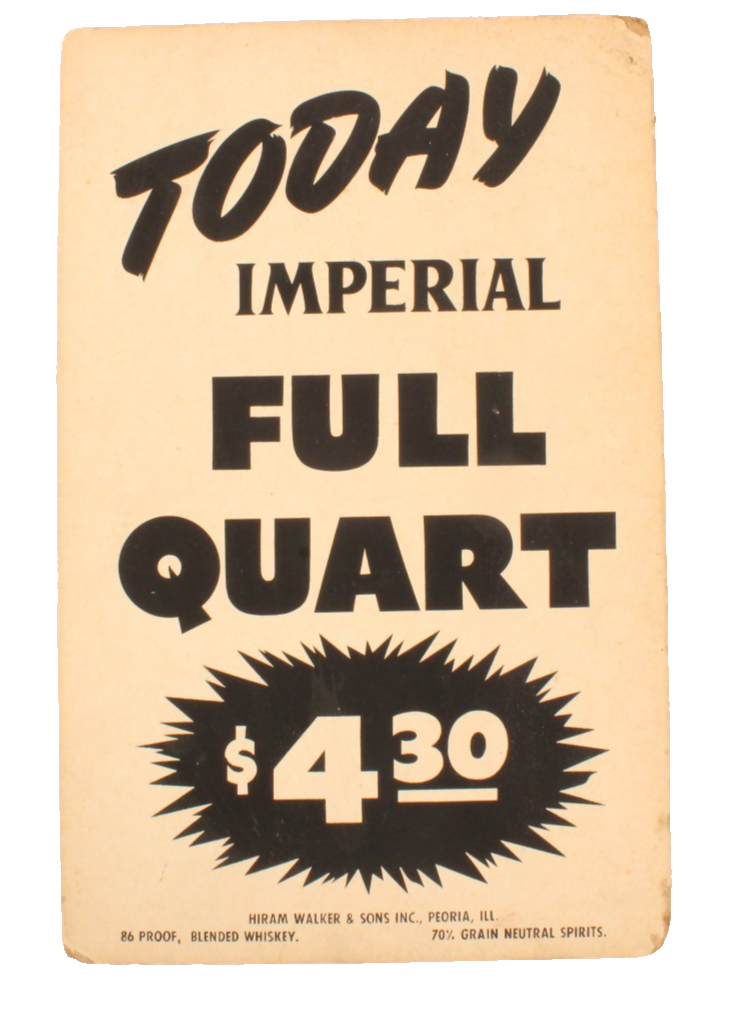 TODAY
IMPERIAL
FULL
QUART
$4 30
HIRAM WALKER & SONS INC., PEORIA, ILL.
86 PROOF, BLENDED WHISKEY. 70% GRAIN NEUTRAL SPIRITS.